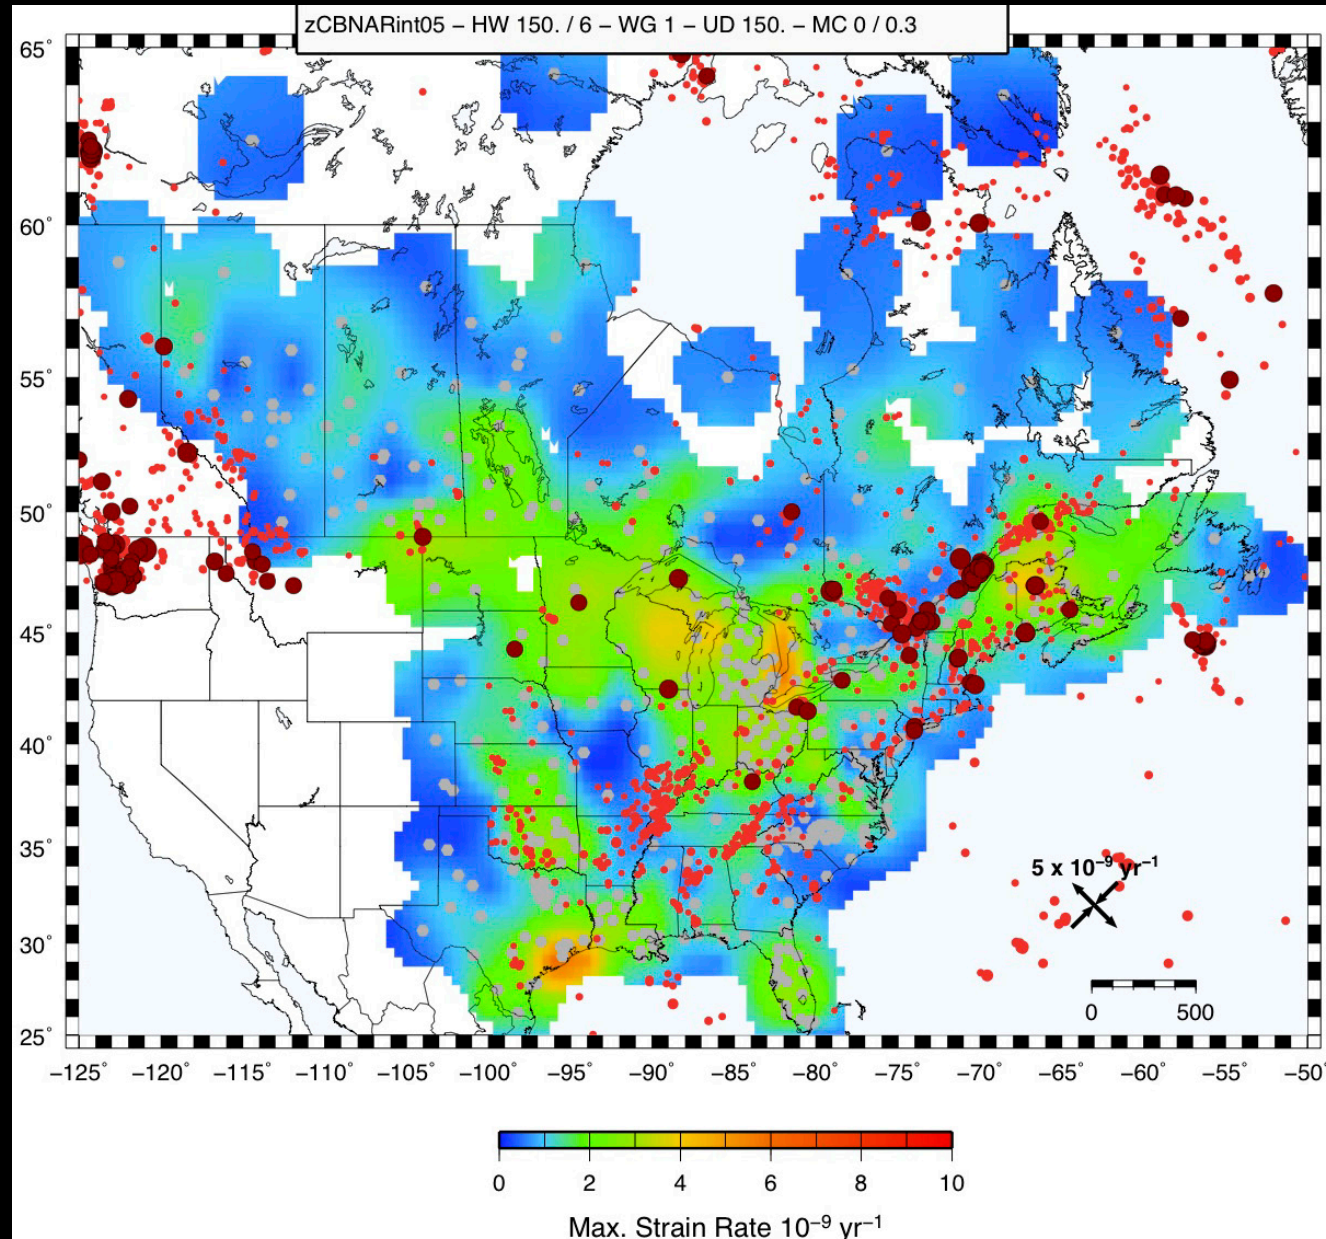 zCBNARint05 – HW 150. / 6 – WG 1 – UD 150. – MC 0 / 0.3
65°
60°
55°
50°
45°
40°
35°
30°
25°
5 x 10⁻⁹ yr⁻¹
0 500
−125° −120° −115° −110° −105° −100° −95° −90° −85° −80° −75° −70° −65° −60° −55° −50°
0 2 4 6 8 10
Max. Strain Rate 10⁻⁹ yr⁻¹